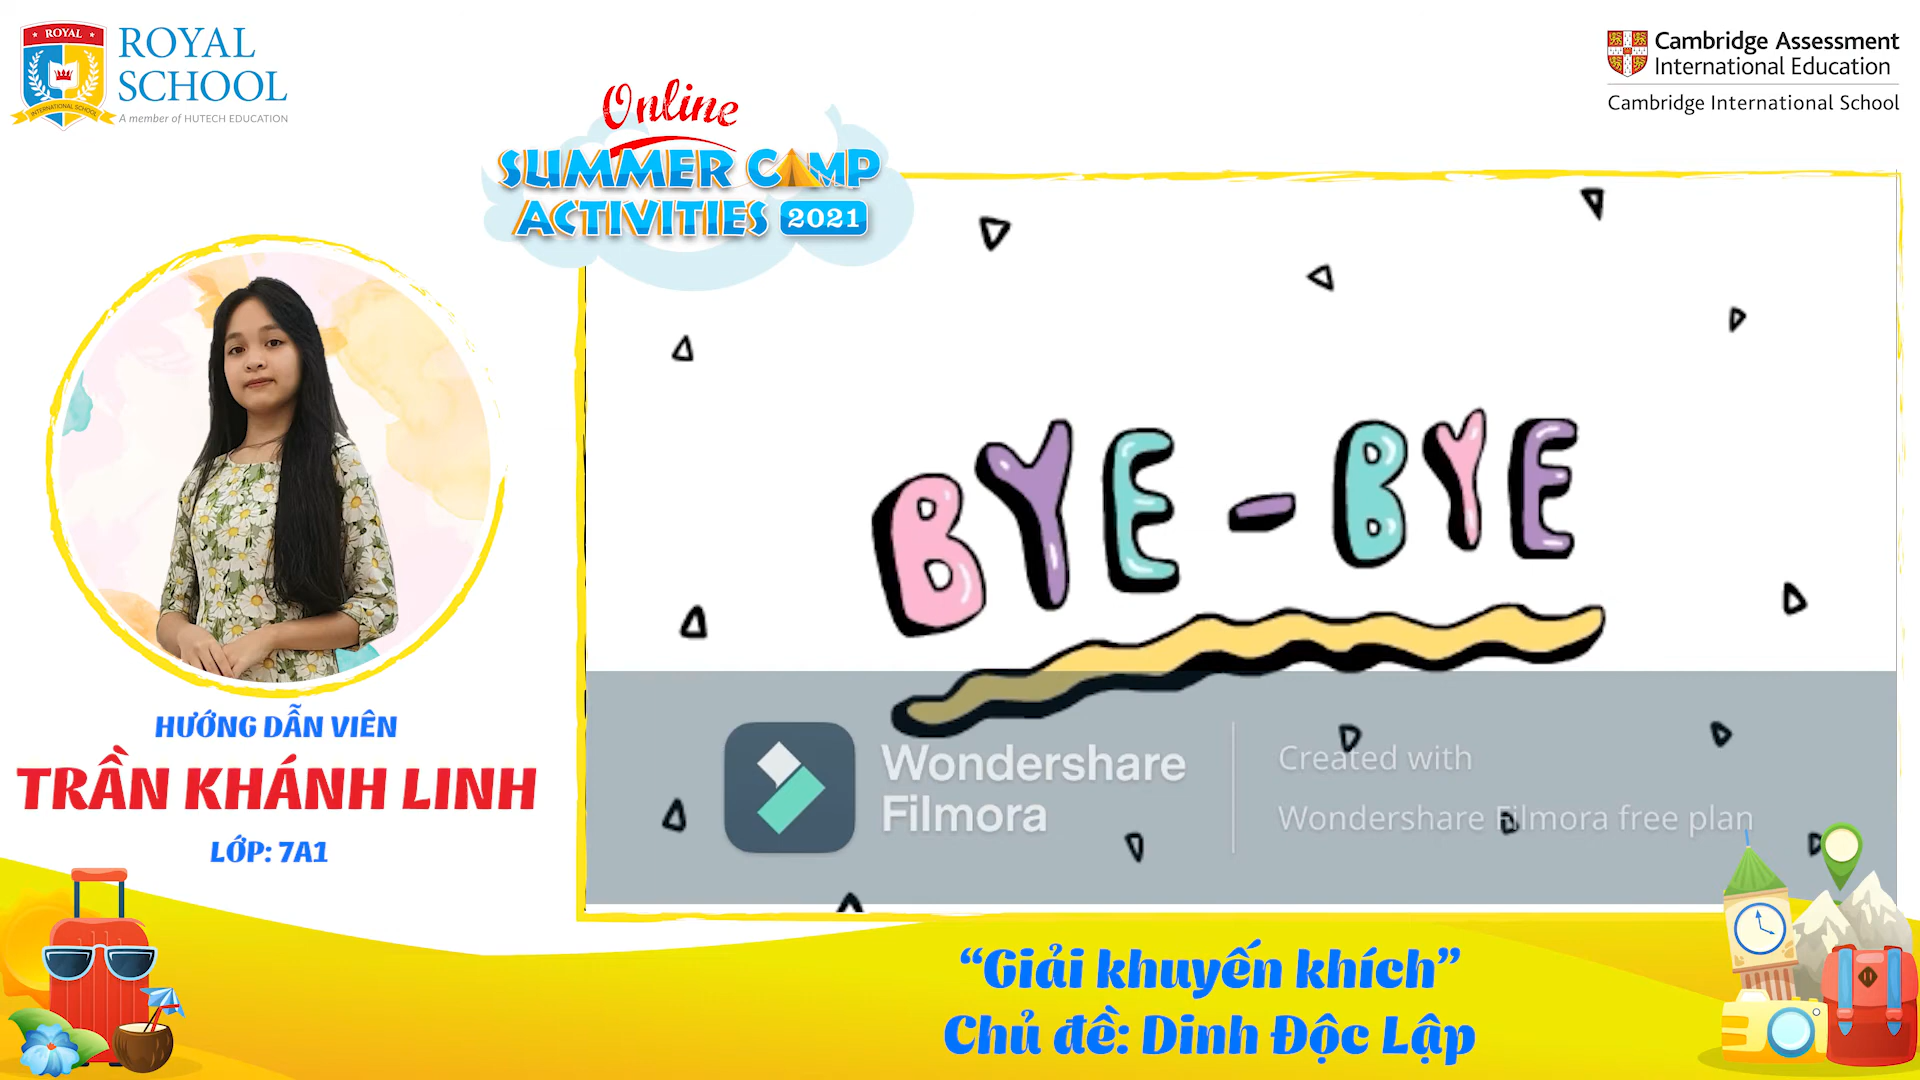 ROYAL
INTERNATIONAL SCHOOL
ROYAL
SCHOOL
A member of HUTECH EDUCATION
Cambridge Assessment
International Education
Cambridge International School
Online
SUMMER CAMP
ACTIVITIES 2021
BYE-BYE
HƯỚNG DẪN VIÊN
TRẦN KHÁNH LINH
LỚP: 7A1
Wondershare
Filmora
Created with
Wondershare Filmora free plan
“Giải khuyến khích”
Chủ đề: Dinh Độc Lập